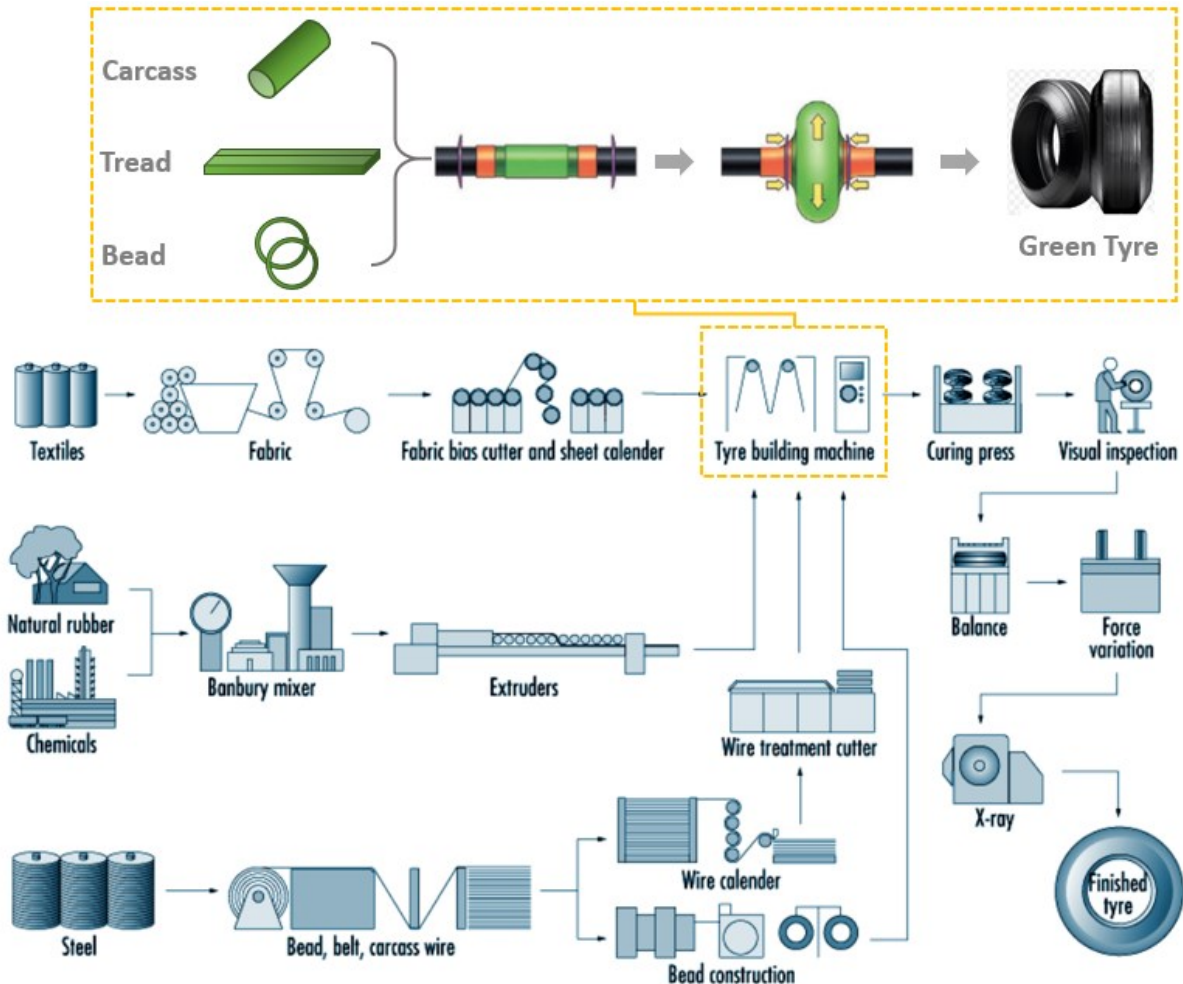 Carcass
Tread
Bead
Green Tyre
Textiles
Fabric
Fabric bias cutter and sheet calender
Tyre building machine
Curing press
Visual inspection
Natural rubber
Chemicals
Banbury mixer
Extruders
Balance
Force
variation
Wire treatment cutter
X-ray
Wire calender
Steel
Bead, belt, carcass wire
Bead construction
Finished
tyre